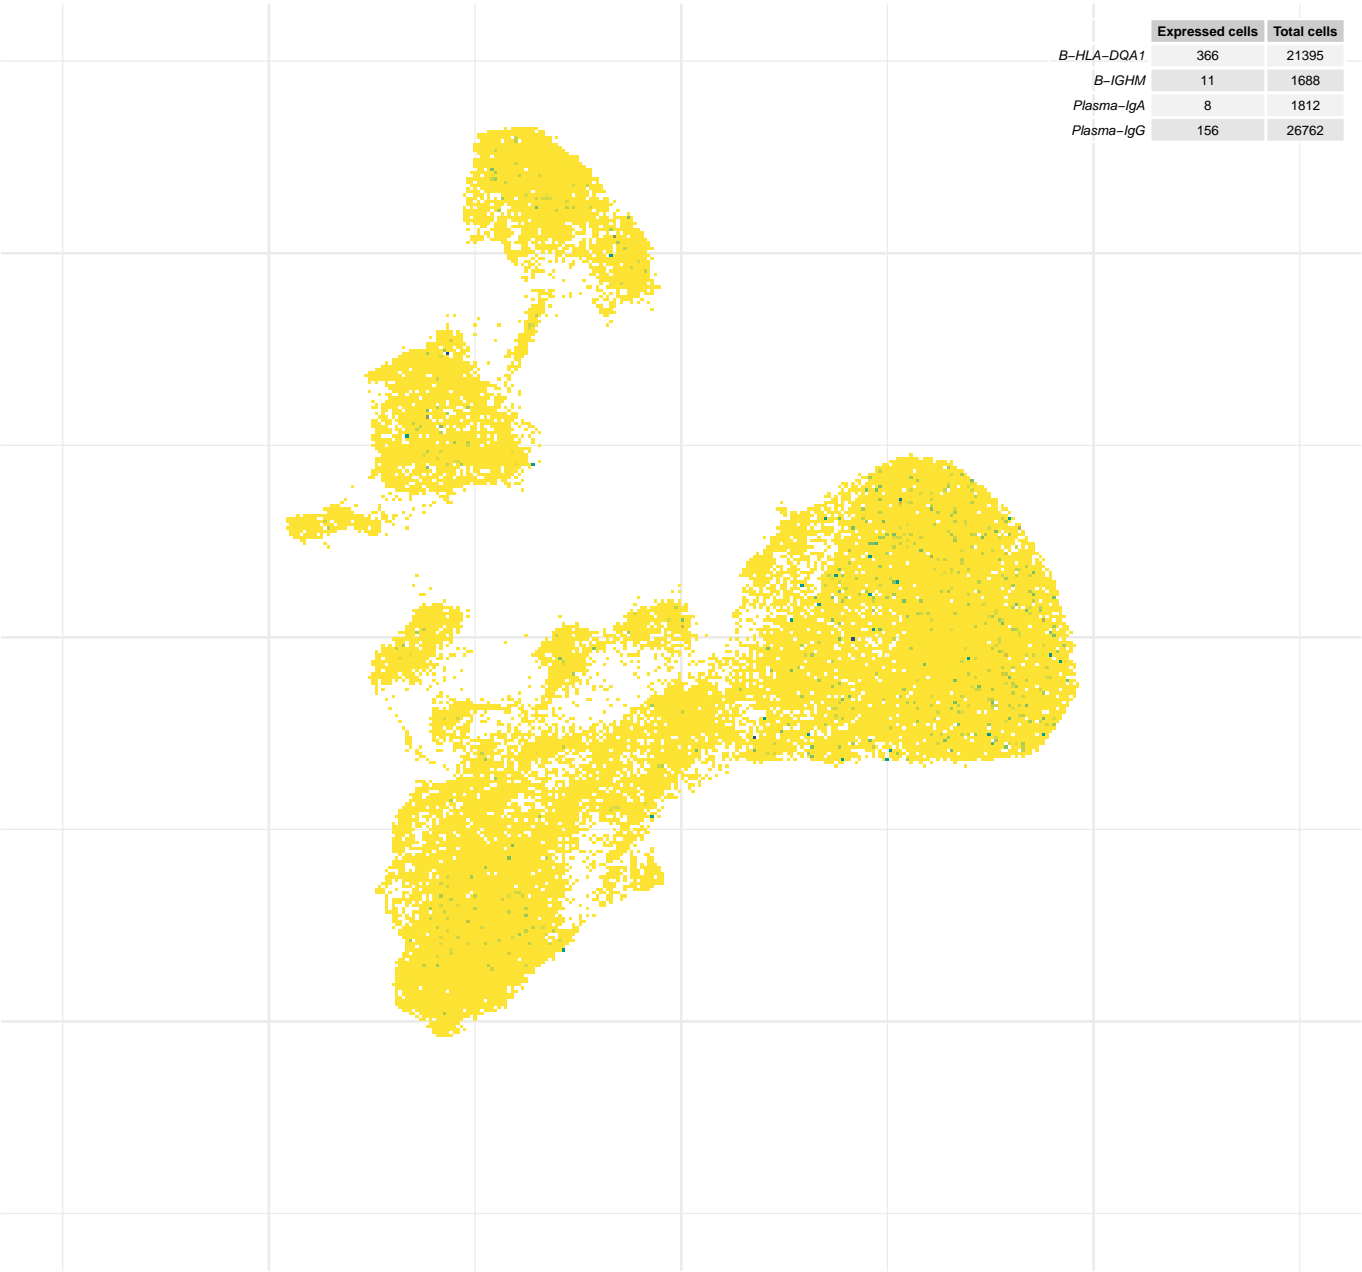 Expressed cells Total cells
B−HLA−DQA1 366 21395
B−IGHM 11 1688
Plasma−IgA 8 1812
Plasma−IgG 156 26762